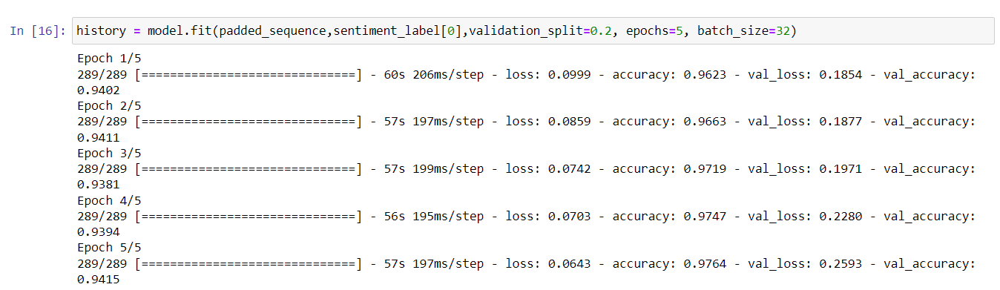 In [16]: history = model.fit(padded_sequence,sentiment_label[0],validation_split=0.2, epochs=5, batch_size=32)
Epoch 1/5
289/289 [==============================] - 60s 206ms/step - loss: 0.0999 - accuracy: 0.9623 - val_loss: 0.1854 - val_accuracy:
0.9402
Epoch 2/5
289/289 [==============================] - 57s 197ms/step - loss: 0.0859 - accuracy: 0.9663 - val_loss: 0.1877 - val_accuracy:
0.9411
Epoch 3/5
289/289 [==============================] - 57s 199ms/step - loss: 0.0742 - accuracy: 0.9719 - val_loss: 0.1971 - val_accuracy:
0.9381
Epoch 4/5
289/289 [==============================] - 56s 195ms/step - loss: 0.0703 - accuracy: 0.9747 - val_loss: 0.2280 - val_accuracy:
0.9394
Epoch 5/5
289/289 [==============================] - 57s 197ms/step - loss: 0.0643 - accuracy: 0.9764 - val_loss: 0.2593 - val_accuracy:
0.9415